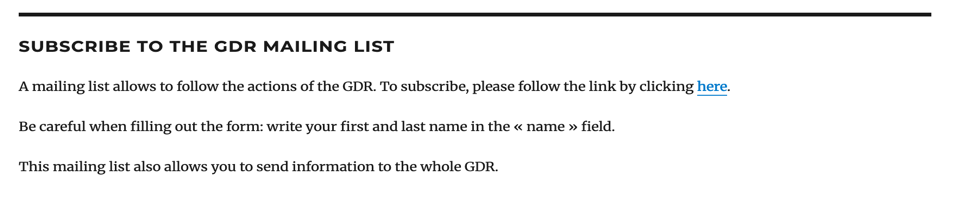 SUBSCRIBE TO THE GDR MAILING LIST
A mailing list allows to follow the actions of the GDR. To subscribe, please follow the link by clicking here.
Be careful when filling out the form: write your first and last name in the « name » field.
This mailing list also allows you to send information to the whole GDR.